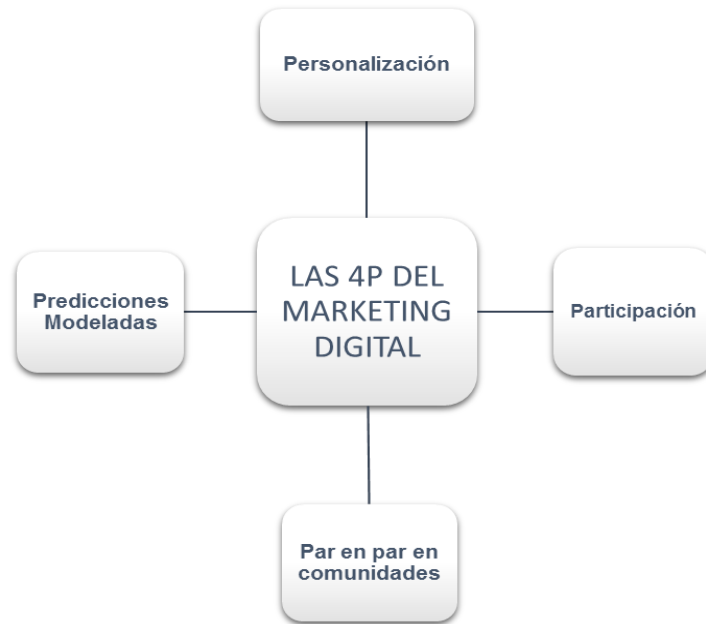 Personalización
LAS 4P DEL
MARKETING
DIGITAL
Predicciones
Modeladas
Participación
Par en par en
comunidades